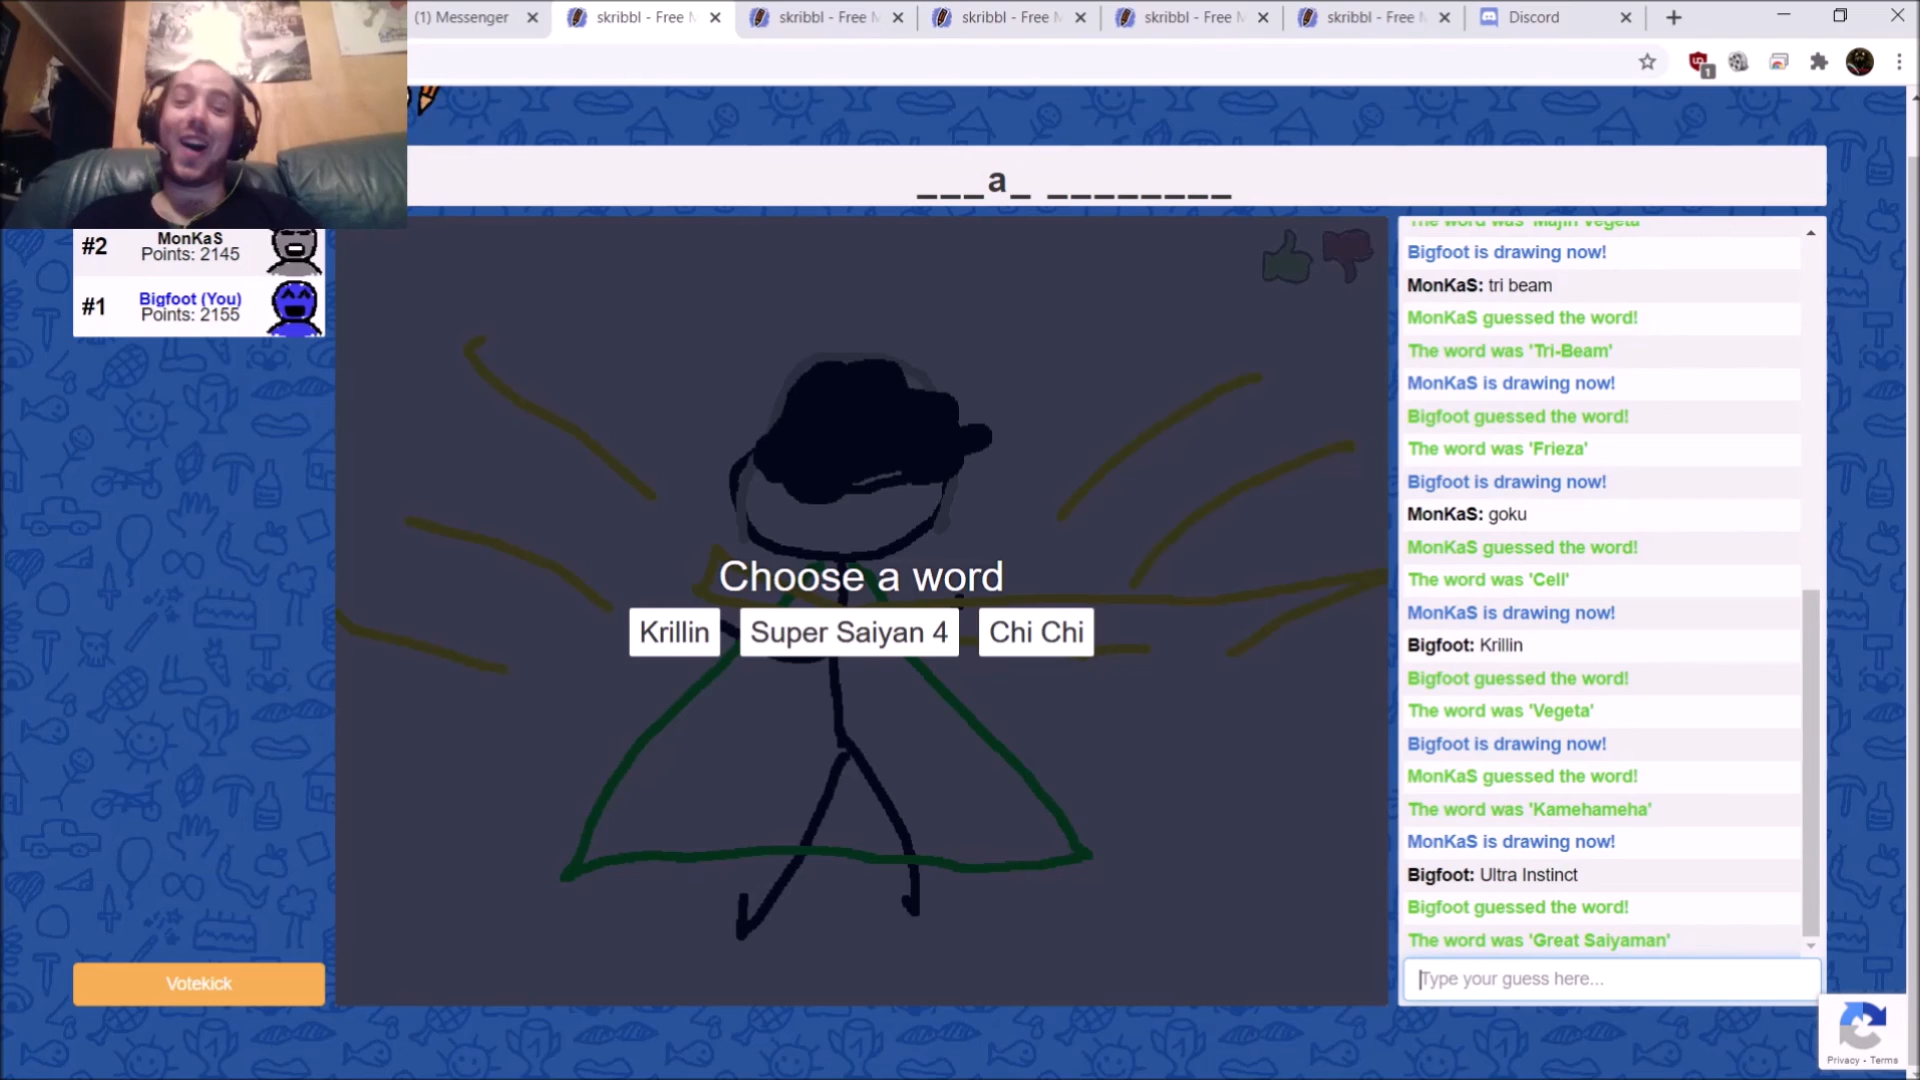 (1) Messenger
skribbl - Free M
skribbl - Free M
skribbl - Free M
skribbl - Free M
skribbl - Free M
Discord
1
___a_ ________
#2
MonKaS
Points: 2145
#1
Bigfoot (You)
Points: 2155
Votekick
Choose a word
Krillin
Super Saiyan 4
Chi Chi
The word was 'Majin Vegeta'
Bigfoot is drawing now!
MonKaS: tri beam
MonKaS guessed the word!
The word was 'Tri-Beam'
MonKaS is drawing now!
Bigfoot guessed the word!
The word was 'Frieza'
Bigfoot is drawing now!
MonKaS: goku
MonKaS guessed the word!
The word was 'Cell'
MonKaS is drawing now!
Bigfoot: Krillin
Bigfoot guessed the word!
The word was 'Vegeta'
Bigfoot is drawing now!
MonKaS guessed the word!
The word was 'Kamehameha'
MonKaS is drawing now!
Bigfoot: Ultra Instinct
Bigfoot guessed the word!
The word was 'Great Saiyaman'
Type your guess here...
Privacy - Terms